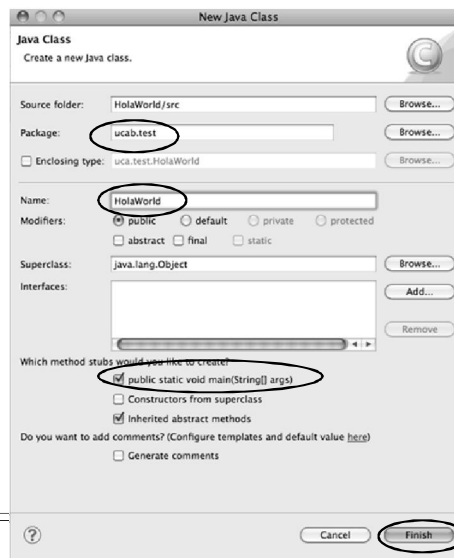 New Java Class
Java Class
Create a new Java class.
Source folder: HolaWorld/src Browse...
Package: ucab.test Browse...
Enclosing type: uca.test.HolaWorld Browse...
Name: HolaWorld
Modifiers: public default private protected
abstract final static
Superclass: java.lang.Object Browse...
Interfaces: Add...
Remove
Which method stubs would you like to create?
public static void main(String[] args)
Constructors from superclass
Inherited abstract methods
Do you want to add comments? (Configure templates and default value here)
Generate comments
? Cancel Finish